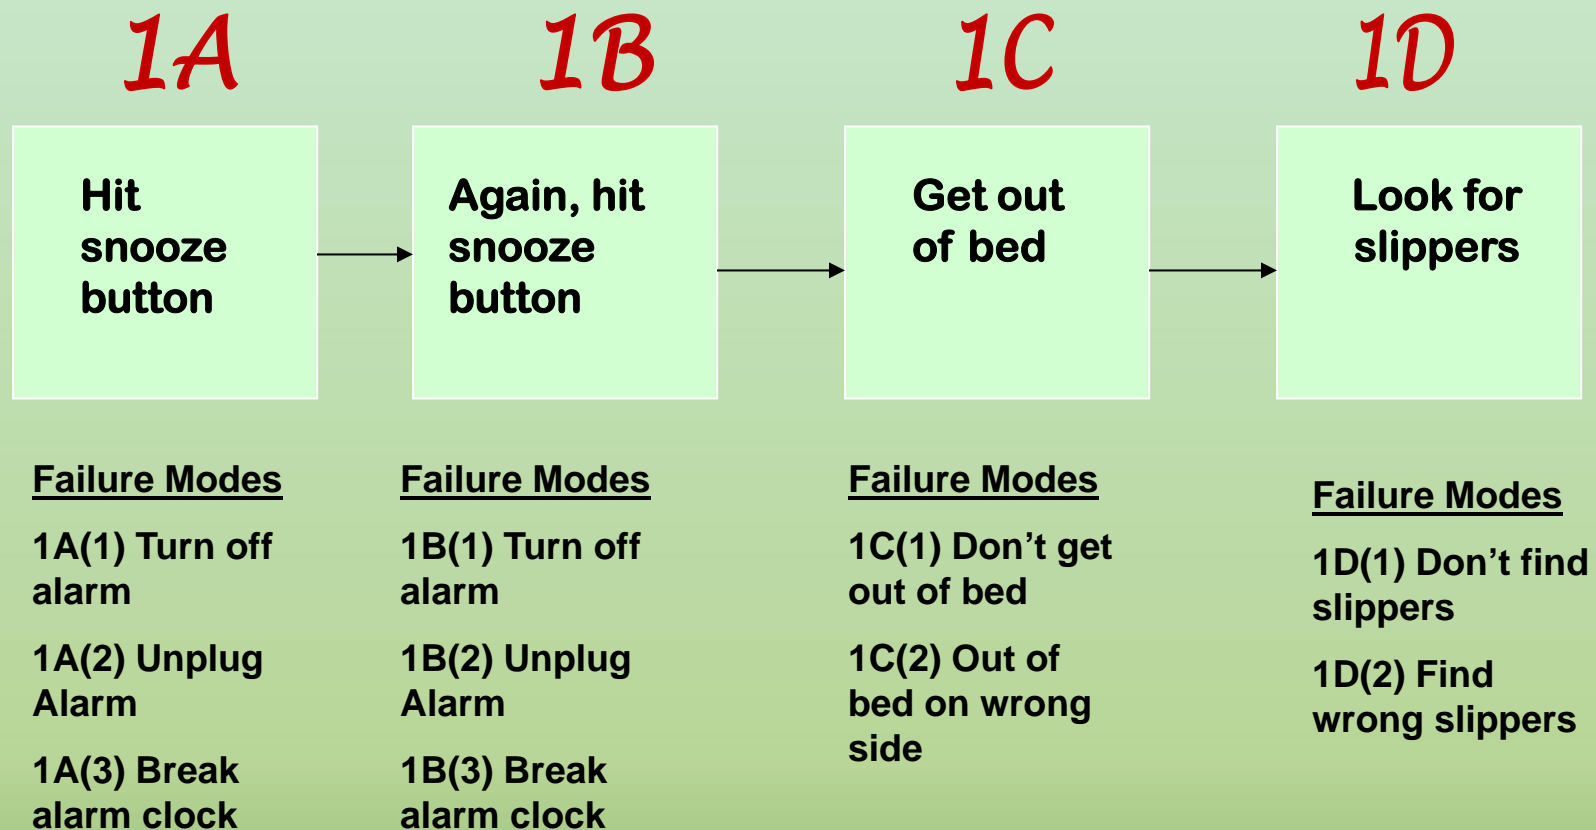 1A
1B
1C
1D
Hit
snooze
button
Again, hit
snooze
button
Get out
of bed
Look for
slippers
Failure Modes
1A(1) Turn off
alarm
1A(2) Unplug
Alarm
1A(3) Break
alarm clock
Failure Modes
1B(1) Turn off
alarm
1B(2) Unplug
Alarm
1B(3) Break
alarm clock
Failure Modes
1C(1) Don’t get
out of bed
1C(2) Out of
bed on wrong
side
Failure Modes
1D(1) Don’t find
slippers
1D(2) Find
wrong slippers